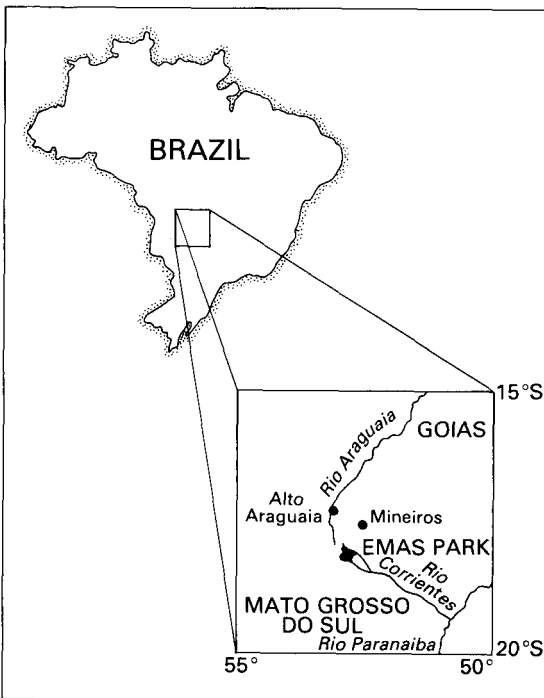 BRAZIL
15°S
GOIAS
Rio Araguaia
Alto
Araguaia
Mineiros
EMAS PARK
Rio
Corrientes
MATO GROSSO
DO SUL
Rio Paranaiba
20°S
55°
50°